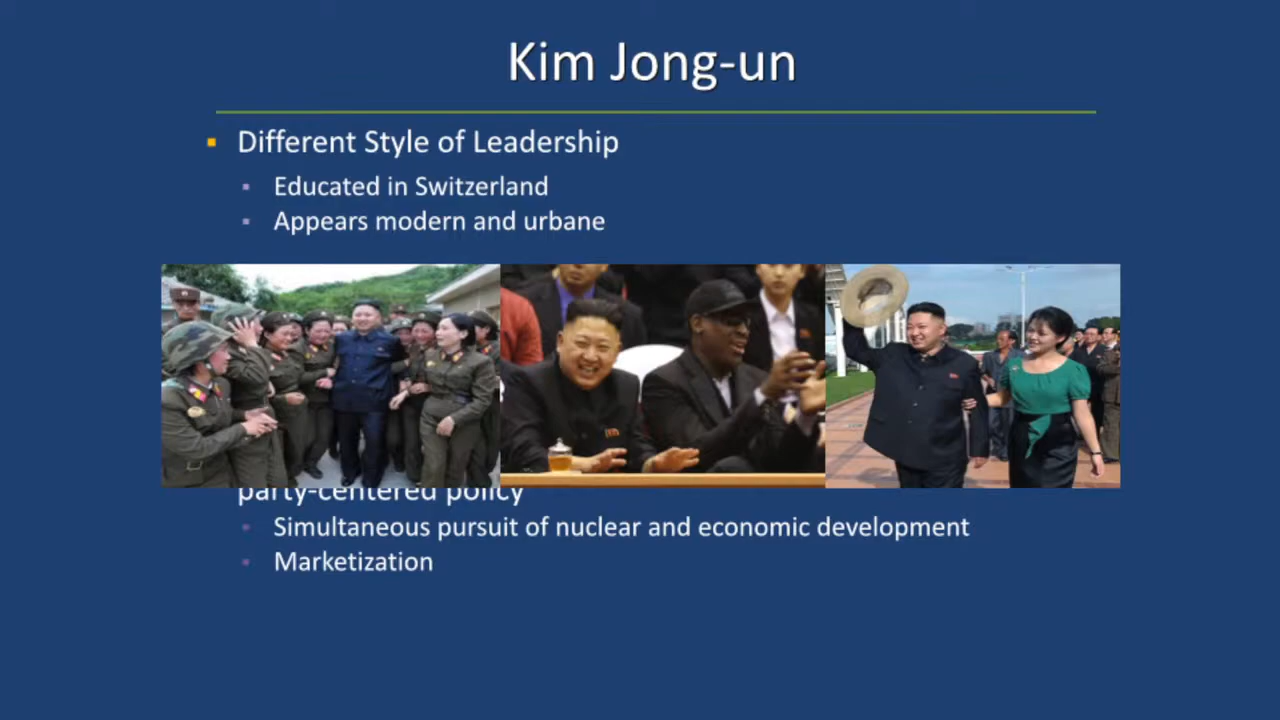 Kim Jong-un
Different Style of Leadership
Educated in Switzerland
Appears modern and urbane
party-centered policy
Simultaneous pursuit of nuclear and economic development
Marketization